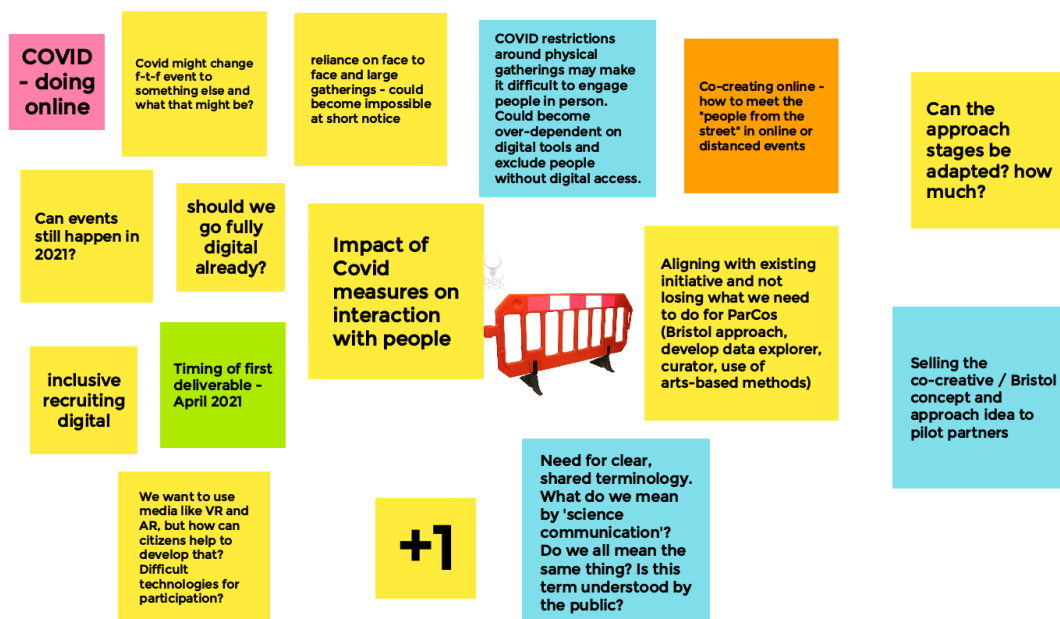 COVID
- doing
online
Covid might change
f-t-f event to
something else and
what that might be?
reliance on face to
face and large
gatherings - could
become impossible
at short notice
COVID restrictions
around physical
gatherings may make
it difficult to engage
people in person.
Could become
over-dependent on
digital tools and
exclude people
without digital access.
Co-creating online -
how to meet the
"people from the
street" in online or
distanced events
Can the
approach
stages be
adapted? how
much?
Can events
still happen in
2021?
should we
go fully
digital
already?
Impact of
Covid
measures on
interaction
with people
Aligning with existing
initiative and not
losing what we need
to do for ParCos
(Bristol approach,
develop data explorer,
curator, use of
arts-based methods)
inclusive
recruiting
digital
Timing of first
deliverable -
April 2021
Selling the
co-creative / Bristol
concept and
approach idea to
pilot partners
We want to use
media like VR and
AR, but how can
citizens help to
develop that?
Difficult
technologies for
participation?
+1
Need for clear,
shared terminology.
What do we mean
by 'science
communication'?
Do we all mean the
same thing? Is this
term understood by
the public?